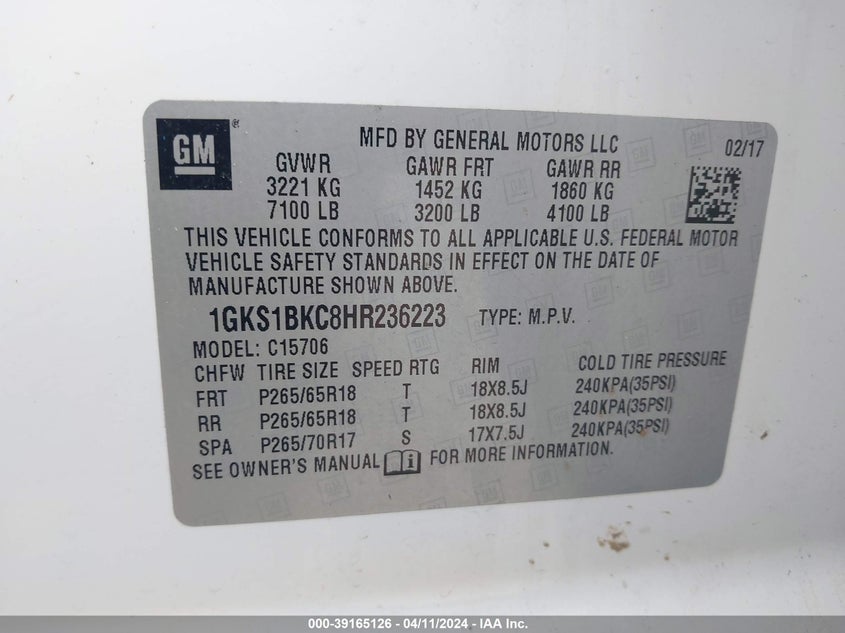 GM ®
MFD BY GENERAL MOTORS LLC 02/17
GVWR GAWR FRT GAWR RR
3221 KG 1452 KG 1860 KG
7100 LB 3200 LB 4100 LB
THIS VEHICLE CONFORMS TO ALL APPLICABLE U.S. FEDERAL MOTOR
VEHICLE SAFETY STANDARDS IN EFFECT ON THE DATE OF
MANUFACTURE SHOWN ABOVE.
1GKS1BKC8HR236223 TYPE: M.P.V.
MODEL: C15706
CHFW TIRE SIZE SPEED RTG RIM COLD TIRE PRESSURE
FRT P265/65R18 T 18X8.5J 240KPA(35PSI)
RR P265/65R18 T 18X8.5J 240KPA(35PSI)
SPA P265/70R17 S 17X7.5J 240KPA(35PSI)
SEE OWNER'S MANUAL FOR MORE INFORMATION.
000-39165126 - 04/11/2024 - IAA Inc.